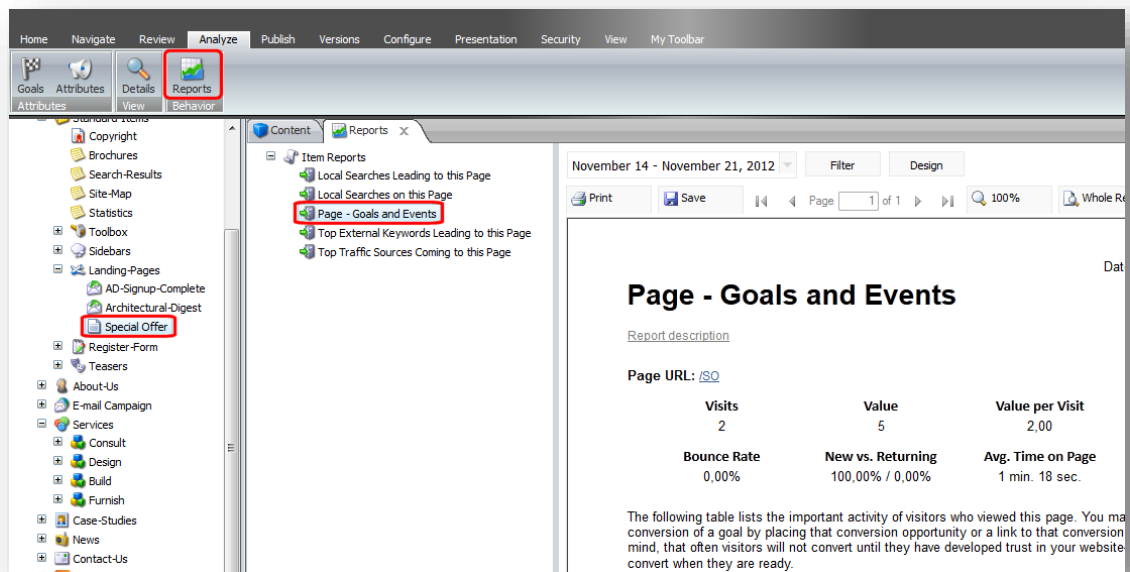 Home Navigate Review Analyze Publish Versions Configure Presentation Security View My Toolbar
Goals Attributes Details Reports
Attributes View Behavior
Standard Items
Copyright
Brochures
Search-Results
Site-Map
Statistics
Toolbox
Sidebars
Landing-Pages
AD-Signup-Complete
Architectural-Digest
Special Offer
Register-Form
Teasers
About-Us
E-mail Campaign
Services
Consult
Design
Build
Furnish
Case-Studies
News
Contact-Us
Content Reports X
Item Reports
Local Searches Leading to this Page
Local Searches on this Page
Page - Goals and Events
Top External Keywords Leading to this Page
Top Traffic Sources Coming to this Page
November 14 - November 21, 2012 Filter Design
Print Save Page 1 of 1 100% Whole Re
Dat
Page - Goals and Events
Report description
Page URL: /SO
Visits Value Value per Visit
2 5 2,00
Bounce Rate New vs. Returning Avg. Time on Page
0,00% 100,00% / 0,00% 1 min. 18 sec.
The following table lists the important activity of visitors who viewed this page. You ma
conversion of a goal by placing that conversion opportunity or a link to that conversion
mind, that often visitors will not convert until they have developed trust in your website
convert when they are ready.